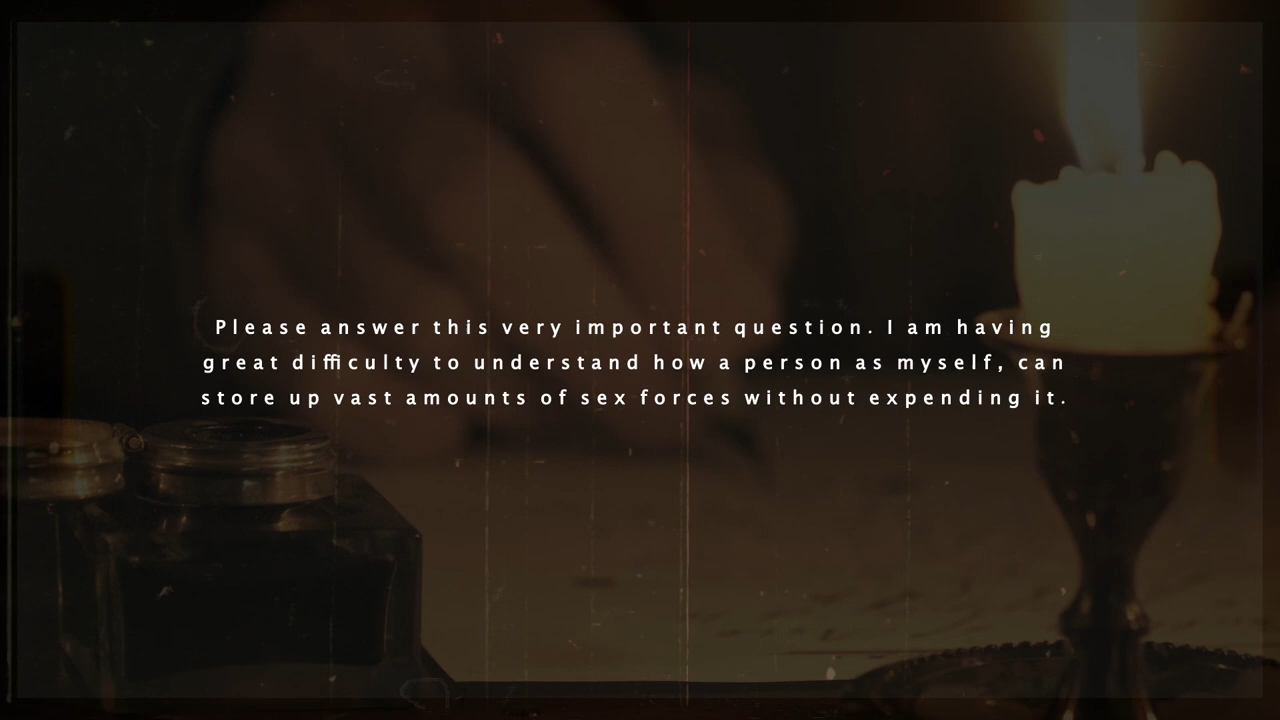 Please answer this very important question. I am having
great difficulty to understand how a person as myself, can
store up vast amounts of sex forces without expending it.